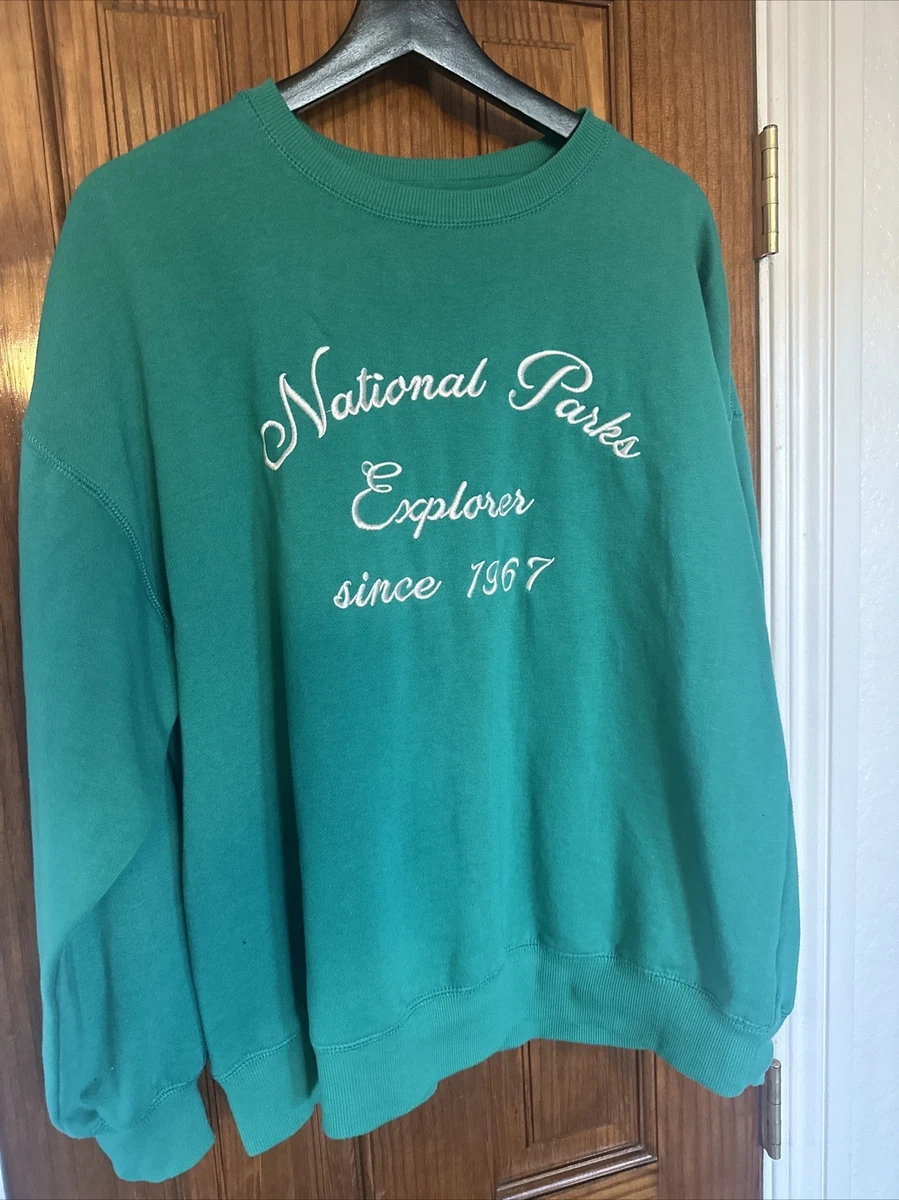 National Parks
Explorer
since 1967